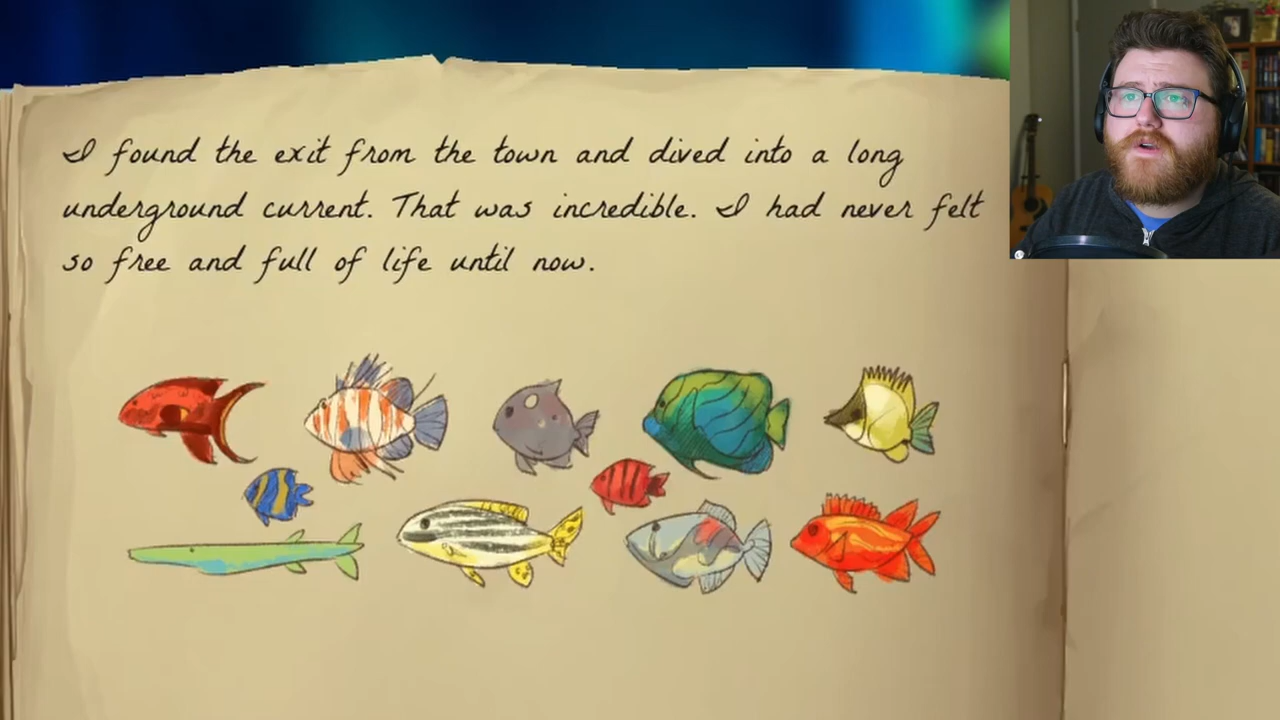 I found the exit from the town and dived into a long
underground current. That was incredible. I had never felt
so free and full of life until now.